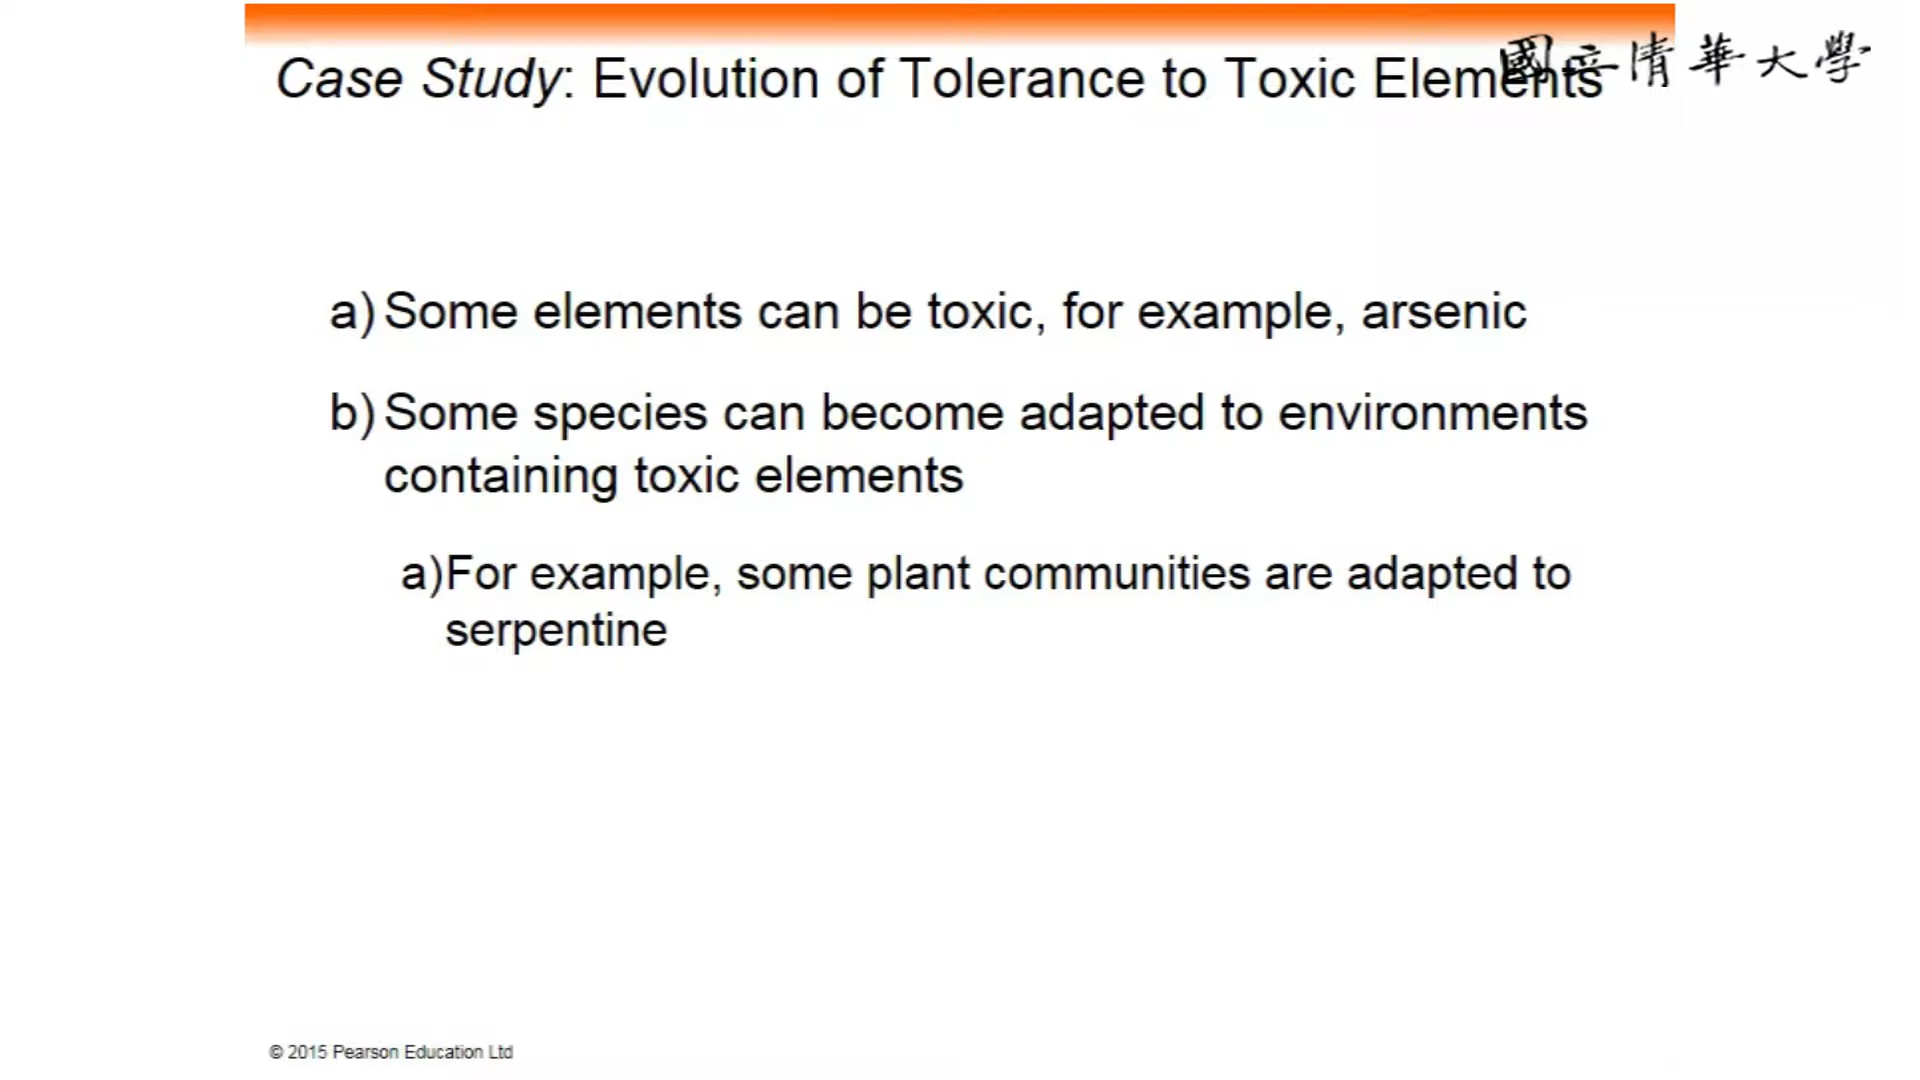 國立清華大學
Case Study: Evolution of Tolerance to Toxic Elements
a) Some elements can be toxic, for example, arsenic
b) Some species can become adapted to environments
containing toxic elements
a) For example, some plant communities are adapted to
serpentine
© 2015 Pearson Education Ltd